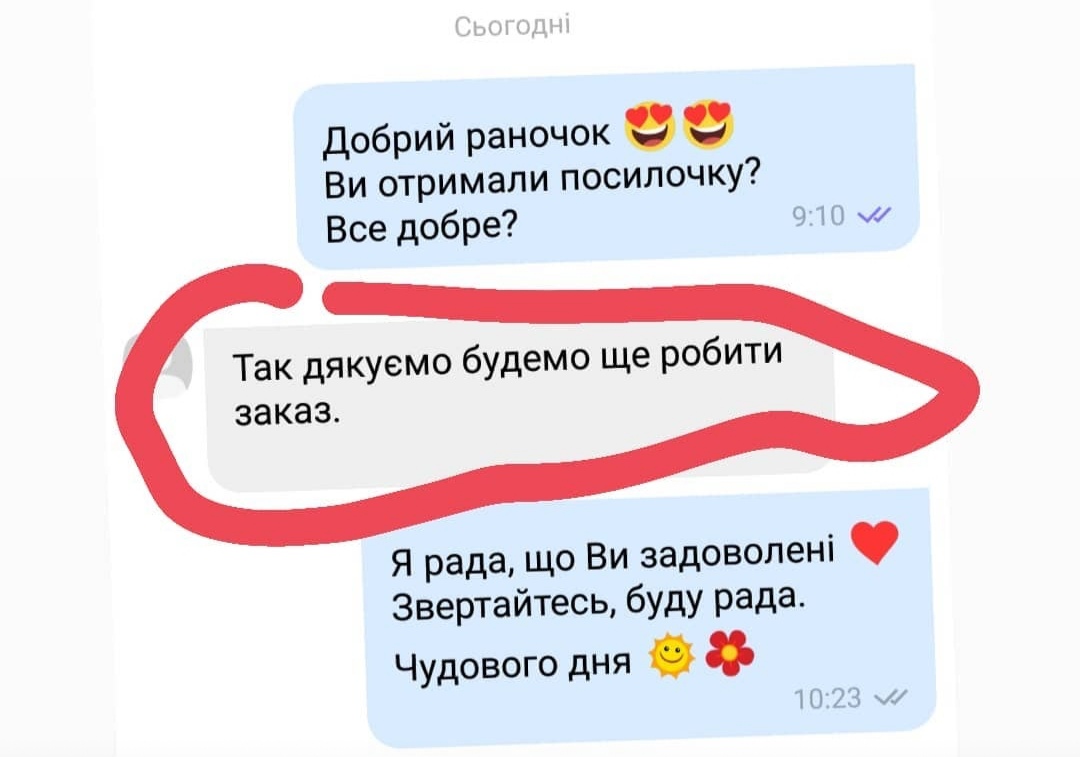 Сьогодні
Добрий раночок 😍😍
Ви отримали посилочку?
Все добре?
9:10
Так дякуємо будемо ще робити
заказ.
Я рада, що Ви задоволені ❤️
Звертайтесь, буду рада.
Чудового дня 🌞🌺
10:23